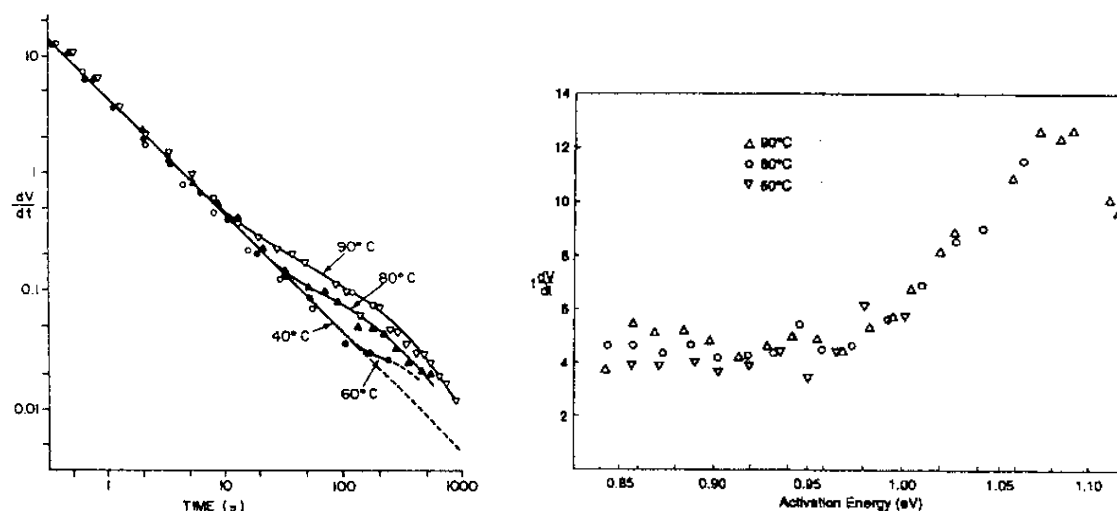 10
1
dV
dt
0.1
0.01
90° C
80° C
40° C
60° C
1
10
100
1000
TIME (s)
14
12
10
8
6
4
2
△ 90°C
○ 80°C
▽ 60°C
t dV
dt
0.85
0.90
0.95
1.00
1.05
1.10
Activation Energy (eV)